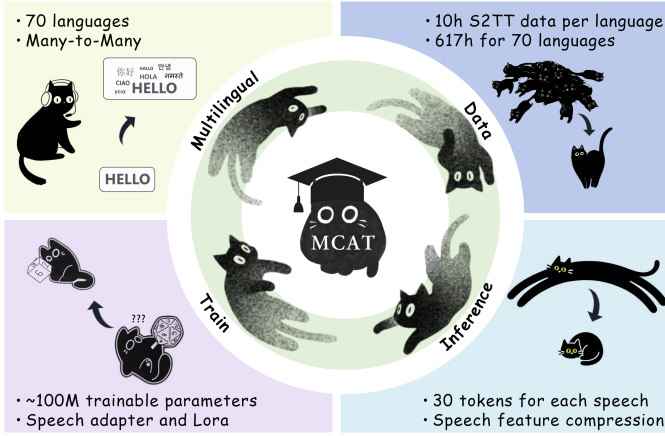 • 70 languages
• Many-to-Many
你好 HALLO 안녕
CIAO HOLA नमस्ते
HELLO
HELLO
Multilingual
• 10h S2TT data per language
• 617h for 70 languages
Data
MCAT
Train
???
6
• ~100M trainable parameters
• Speech adapter and Lora
Inference
• 30 tokens for each speech
• Speech feature compression